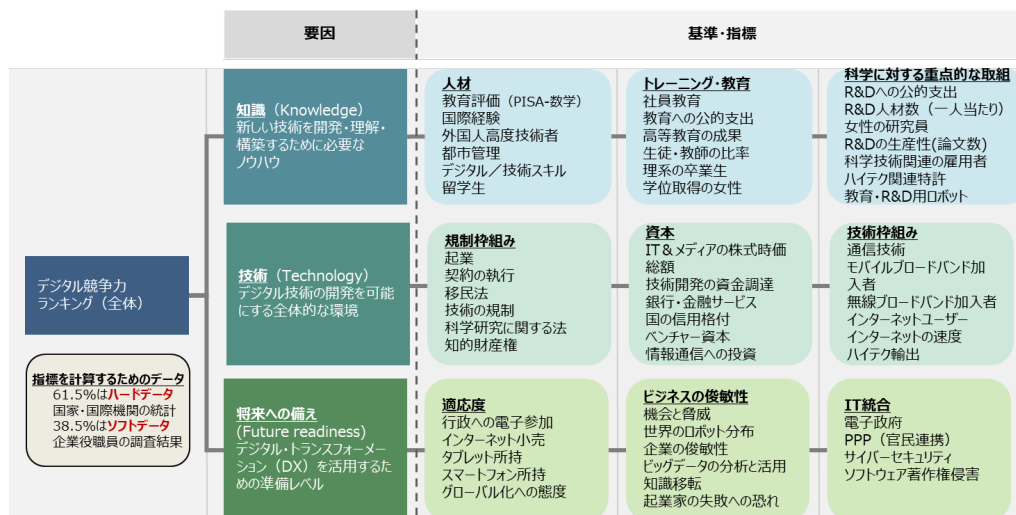 要因
基準・指標
デジタル競争力
ランキング（全体）
指標を計算するためのデータ
61.5%はハードデータ
国家・国際機関の統計
38.5%はソフトデータ
企業役職員の調査結果
知識（Knowledge）
新しい技術を開発・理解・
構築するために必要な
ノウハウ
人材
教育評価（PISA-数学）
国際経験
外国人高度技術者
都市管理
デジタル／技術スキル
留学生
トレーニング・教育
社員教育
教育への公的支出
高等教育の成果
生徒・教師の比率
理系の卒業生
学位取得の女性
科学に対する重点的な取組
R&Dへの公的支出
R&D人材数（一人当たり）
女性の研究員
R&Dの生産性(論文数)
科学技術関連の雇用者
ハイテク関連特許
教育・R&D用ロボット
技術（Technology）
デジタル技術の開発を可能
にする全体的な環境
規制枠組み
起業
契約の執行
移民法
技術の規制
科学研究に関する法
知的財産権
資本
IT＆メディアの株式時価
総額
技術開発の資金調達
銀行・金融サービス
国の信用格付
ベンチャー資本
情報通信への投資
技術枠組み
通信技術
モバイルブロードバンド加
入者
無線ブロードバンド加入者
インターネットユーザー
インターネットの速度
ハイテク輸出
将来への備え
(Future readiness)
デジタル・トランスフォーメ
ーション（DX）を活用するた
めの準備レベル
適応度
行政への電子参加
インターネット小売
タブレット所持
スマートフォン所持
グローバル化への態度
ビジネスの俊敏性
機会と脅威
世界のロボット分布
企業の俊敏性
ビッグデータの分析と活用
知識移転
起業家の失敗への恐れ
IT統合
電子政府
PPP（官民連携）
サイバーセキュリティ
ソフトウェア著作権侵害